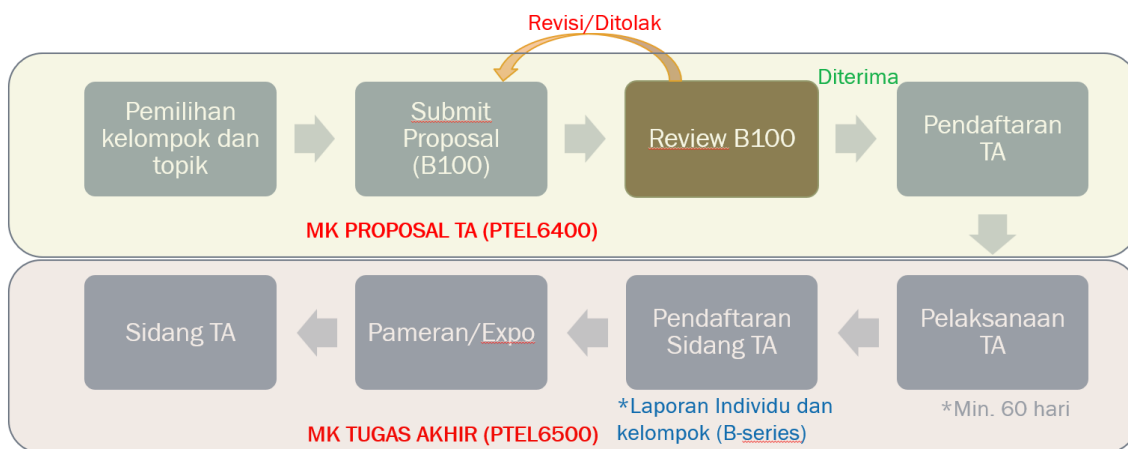 Revisi/Ditolak
Pemilihan
kelompok dan
topik
Submit
Proposal
(B100)
Review B100
Diterima
Pendaftaran
TA
MK PROPOSAL TA (PTEL6400)
Sidang TA
Pameran/Expo
Pendaftaran
Sidang TA
Pelaksanaan
TA
*Laporan Individu dan
kelompok (B-series)
*Min. 60 hari
MK TUGAS AKHIR (PTEL6500)